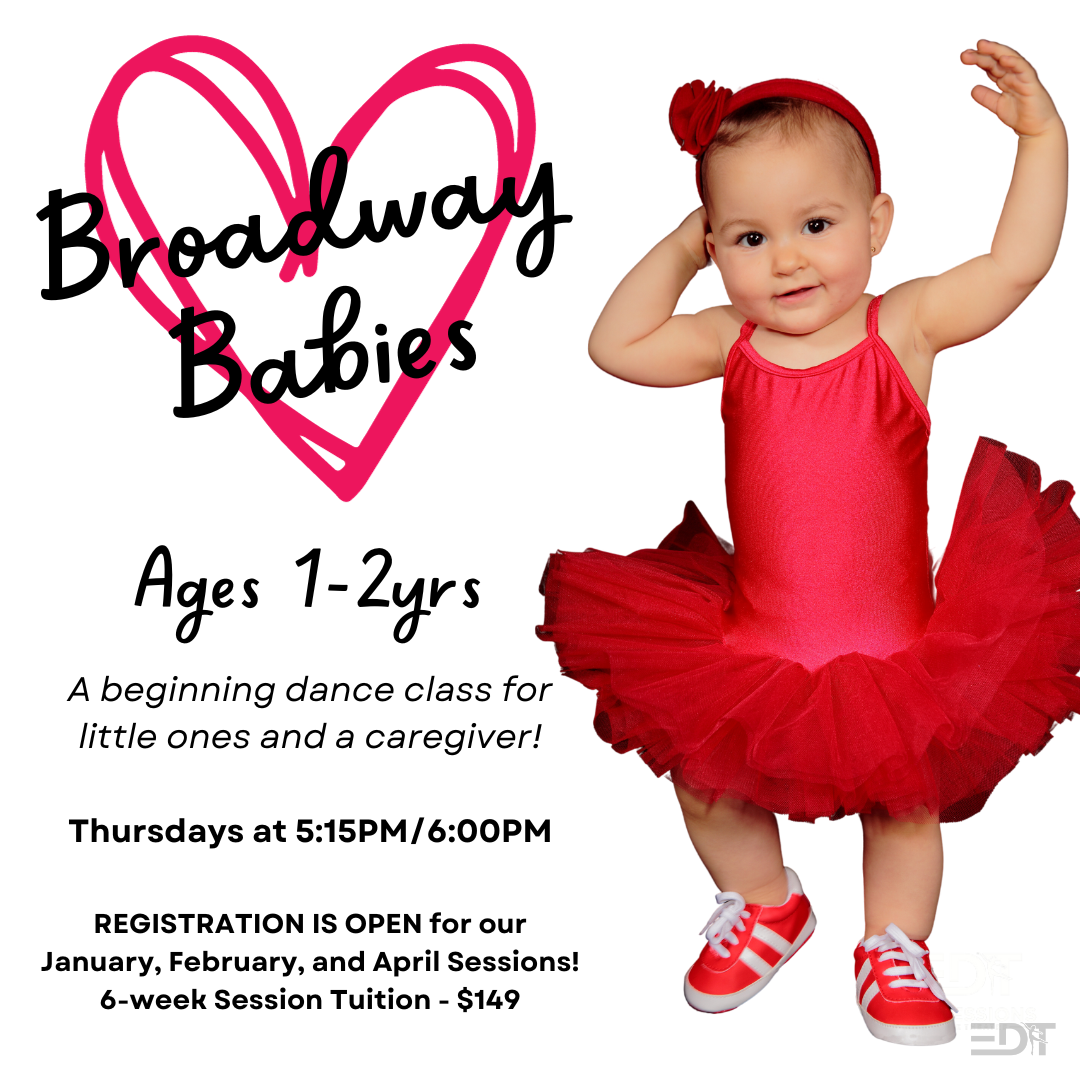 Broadway
Babies
Ages 1-2yrs
A beginning dance class for
little ones and a caregiver!
Thursdays at 5:15PM/6:00PM
REGISTRATION IS OPEN for our
January, February, and April Sessions!
6-week Session Tuition - $149
EDT